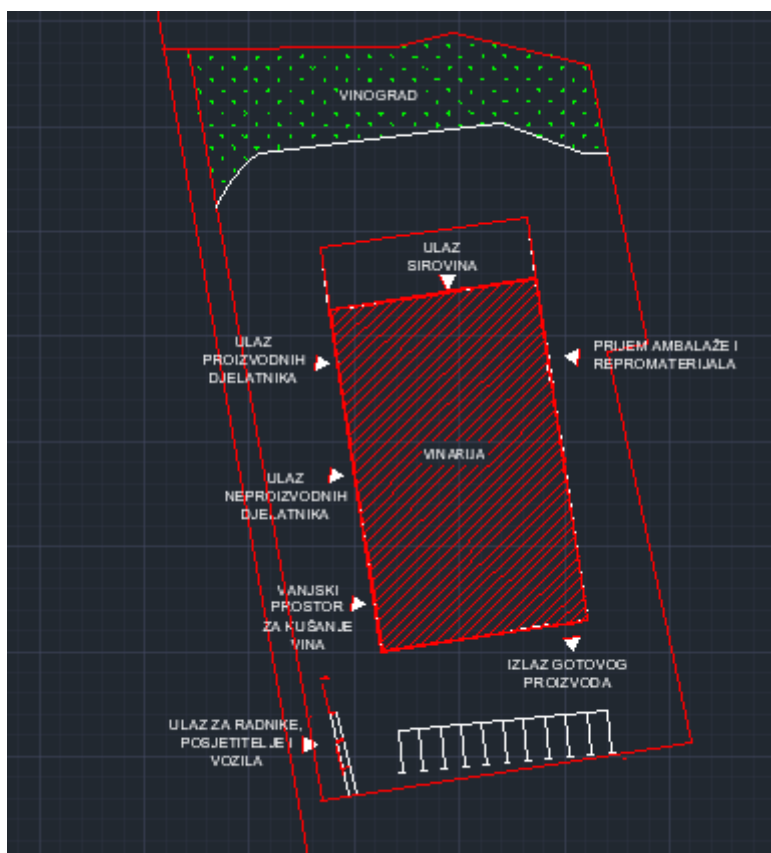 VINOGRAD
ULAZ
SIROVINA
ULAZ
PROIZVODNIH
DJELATNIKA
PRIJEM AMBALAŽE I
REPROMATERIJALA
VINARIJA
ULAZ
NEPROIZVODNIH
DJELATNIKA
VANJSKI
PROSTOR
ZA KUŠANJE
VINA
IZLAZ GOTOVOG
PROIZVODA
ULAZ ZA RADNIKE,
POSJETITELJE I
VOZILA